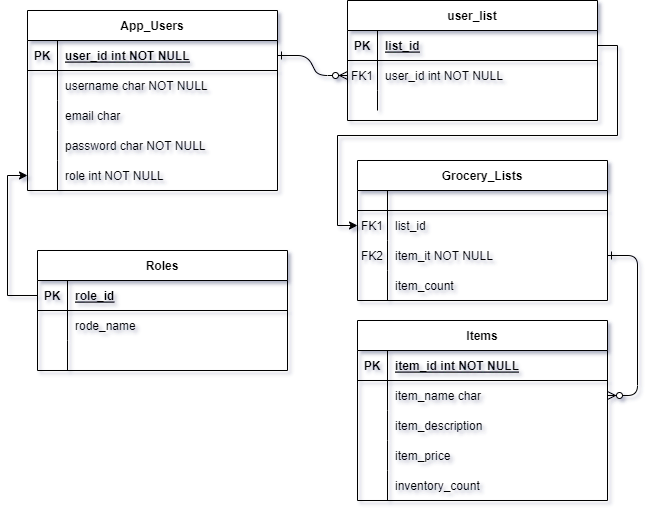 App_Users
PK user_id int NOT NULL
username char NOT NULL
email char
password char NOT NULL
role int NOT NULL
user_list
PK list_id
FK1 user_id int NOT NULL
Grocery_Lists
FK1 list_id
FK2 item_it NOT NULL
item_count
Roles
PK role_id
rode_name
Items
PK item_id int NOT NULL
item_name char
item_description
item_price
inventory_count